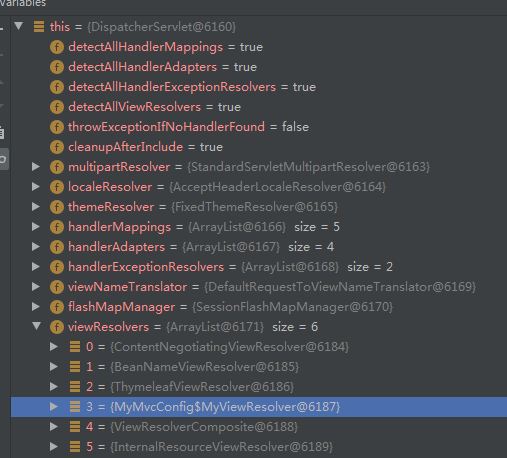 Variables
this = {DispatcherServlet@6160}
detectAllHandlerMappings = true
detectAllHandlerAdapters = true
detectAllHandlerExceptionResolvers = true
detectAllViewResolvers = true
throwExceptionIfNoHandlerFound = false
cleanupAfterInclude = true
multipartResolver = {StandardServletMultipartResolver@6163}
localeResolver = {AcceptHeaderLocaleResolver@6164}
themeResolver = {FixedThemeResolver@6165}
handlerMappings = {ArrayList@6166} size = 5
handlerAdapters = {ArrayList@6167} size = 4
handlerExceptionResolvers = {ArrayList@6168} size = 2
viewNameTranslator = {DefaultRequestToViewNameTranslator@6169}
flashMapManager = {SessionFlashMapManager@6170}
viewResolvers = {ArrayList@6171} size = 6
0 = {ContentNegotiatingViewResolver@6184}
1 = {BeanNameViewResolver@6185}
2 = {ThymeleafViewResolver@6186}
3 = {MyMvcConfig$MyViewResolver@6187}
4 = {ViewResolverComposite@6188}
5 = {InternalResourceViewResolver@6189}